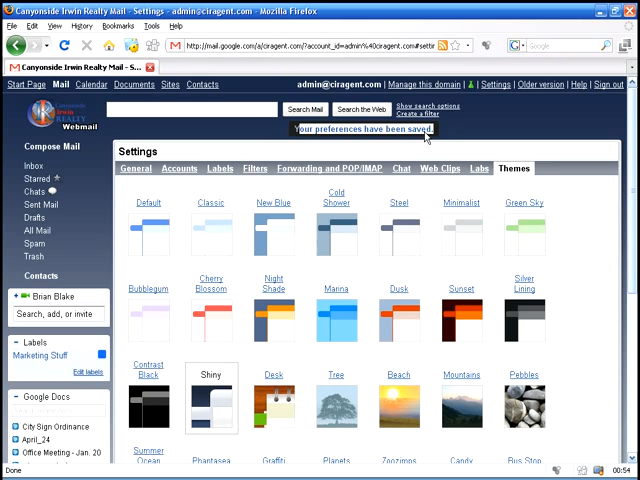 Canyonside Irwin Realty Mail - Settings - admin@ciragent.com - Mozilla Firefox
File Edit View History Bookmarks Tools Help
http://mail.google.com/a/ciragent.com/?account_id=admin%40ciragent.com#settir
Google
Canyonside Irwin Realty Mail - S...
Start Page Mail Calendar Documents Sites Contacts
admin@ciragent.com | Manage this domain | Settings | Older version | Help | Sign out
Canyonside
Irwin
REALTY
Webmail
Search Mail Search the Web
Show search options
Create a filter
Your preferences have been saved.
Compose Mail
Inbox
Starred
Chats
Sent Mail
Drafts
All Mail
Spam
Trash
Contacts
Brian Blake
Search, add, or invite
Labels
Marketing Stuff
Edit labels
Google Docs
City Sign Ordinance
April_24
Office Meeting - Jan. 20
Settings
General Accounts Labels Filters Forwarding and POP/IMAP Chat Web Clips Labs Themes
Default Classic New Blue Cold Shower Steel Minimalist Green Sky
Bubblegum Cherry Blossom Night Shade Marina Dusk Sunset Silver Lining
Contrast Black Shiny Desk Tree Beach Mountains Pebbles
Summer Ocean Phantasea Graffiti Planets Zoozimps Candy Bus Stop
Done
00:54